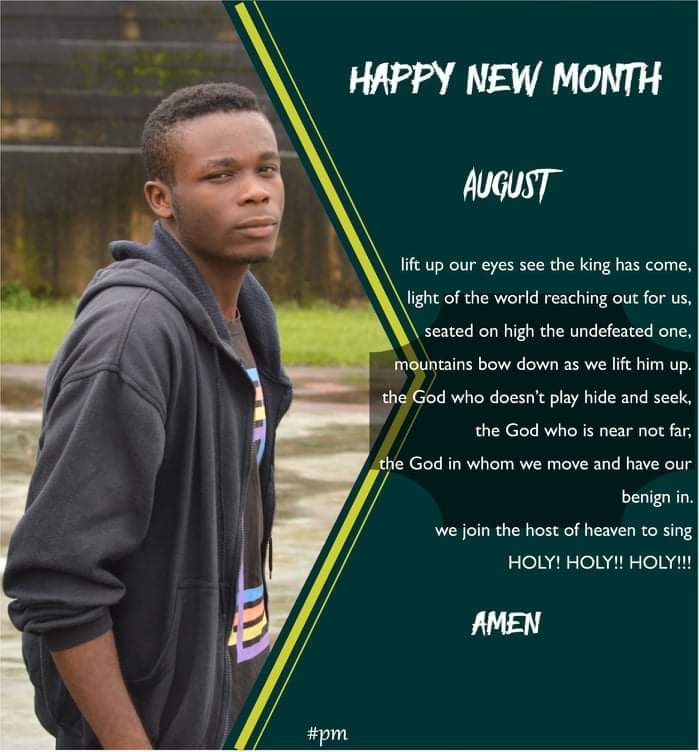 HAPPY NEW MONTH
AUGUST
lift up our eyes see the king has come,
light of the world reaching out for us,
seated on high the undefeated one,
mountains bow down as we lift him up.
the God who doesn't play hide and seek,
the God who is near not far,
the God in whom we move and have our
benign in.
we join the host of heaven to sing
HOLY! HOLY!! HOLY!!!
AMEN
#pm